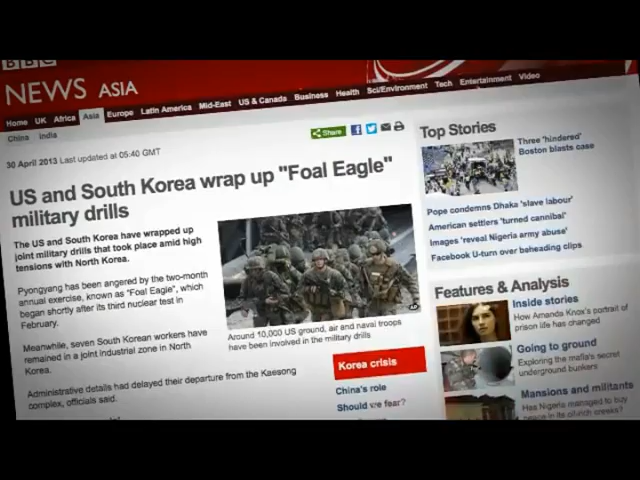 BBC
NEWS ASIA
Home UK Africa Asia Europe Latin America Mid-East US & Canada Business Health Sci/Environment Tech Entertainment Video
China India
30 April 2013 Last updated at 05:40 GMT
Share
US and South Korea wrap up "Foal Eagle"
military drills
The US and South Korea have wrapped up
joint military drills that took place amid high
tensions with North Korea.
Pyongyang has been angered by the two-month
annual exercise, known as "Foal Eagle", which
began shortly after its third nuclear test in
February.
Meanwhile, seven South Korean workers have
remained in a joint industrial zone in North
Korea.
Administrative details had delayed their departure from the Kaesong
complex, officials said.
AP
Around 10,000 US ground, air and naval troops
have been involved in the military drills
Korea crisis
China's role
Should we fear?
Top Stories
Three 'hindered'
Boston blasts case
Pope condemns Dhaka 'slave labour'
American settlers 'turned cannibal'
Images 'reveal Nigeria army abuse'
Facebook U-turn over beheading clips
Features & Analysis
Inside stories
How Amanda Knox's portrait of
prison life has changed
Going to ground
Exploring the mafia's secret
underground bunkers
Mansions and militants
Has Nigeria managed to buy
peace in its oil-rich creeks?